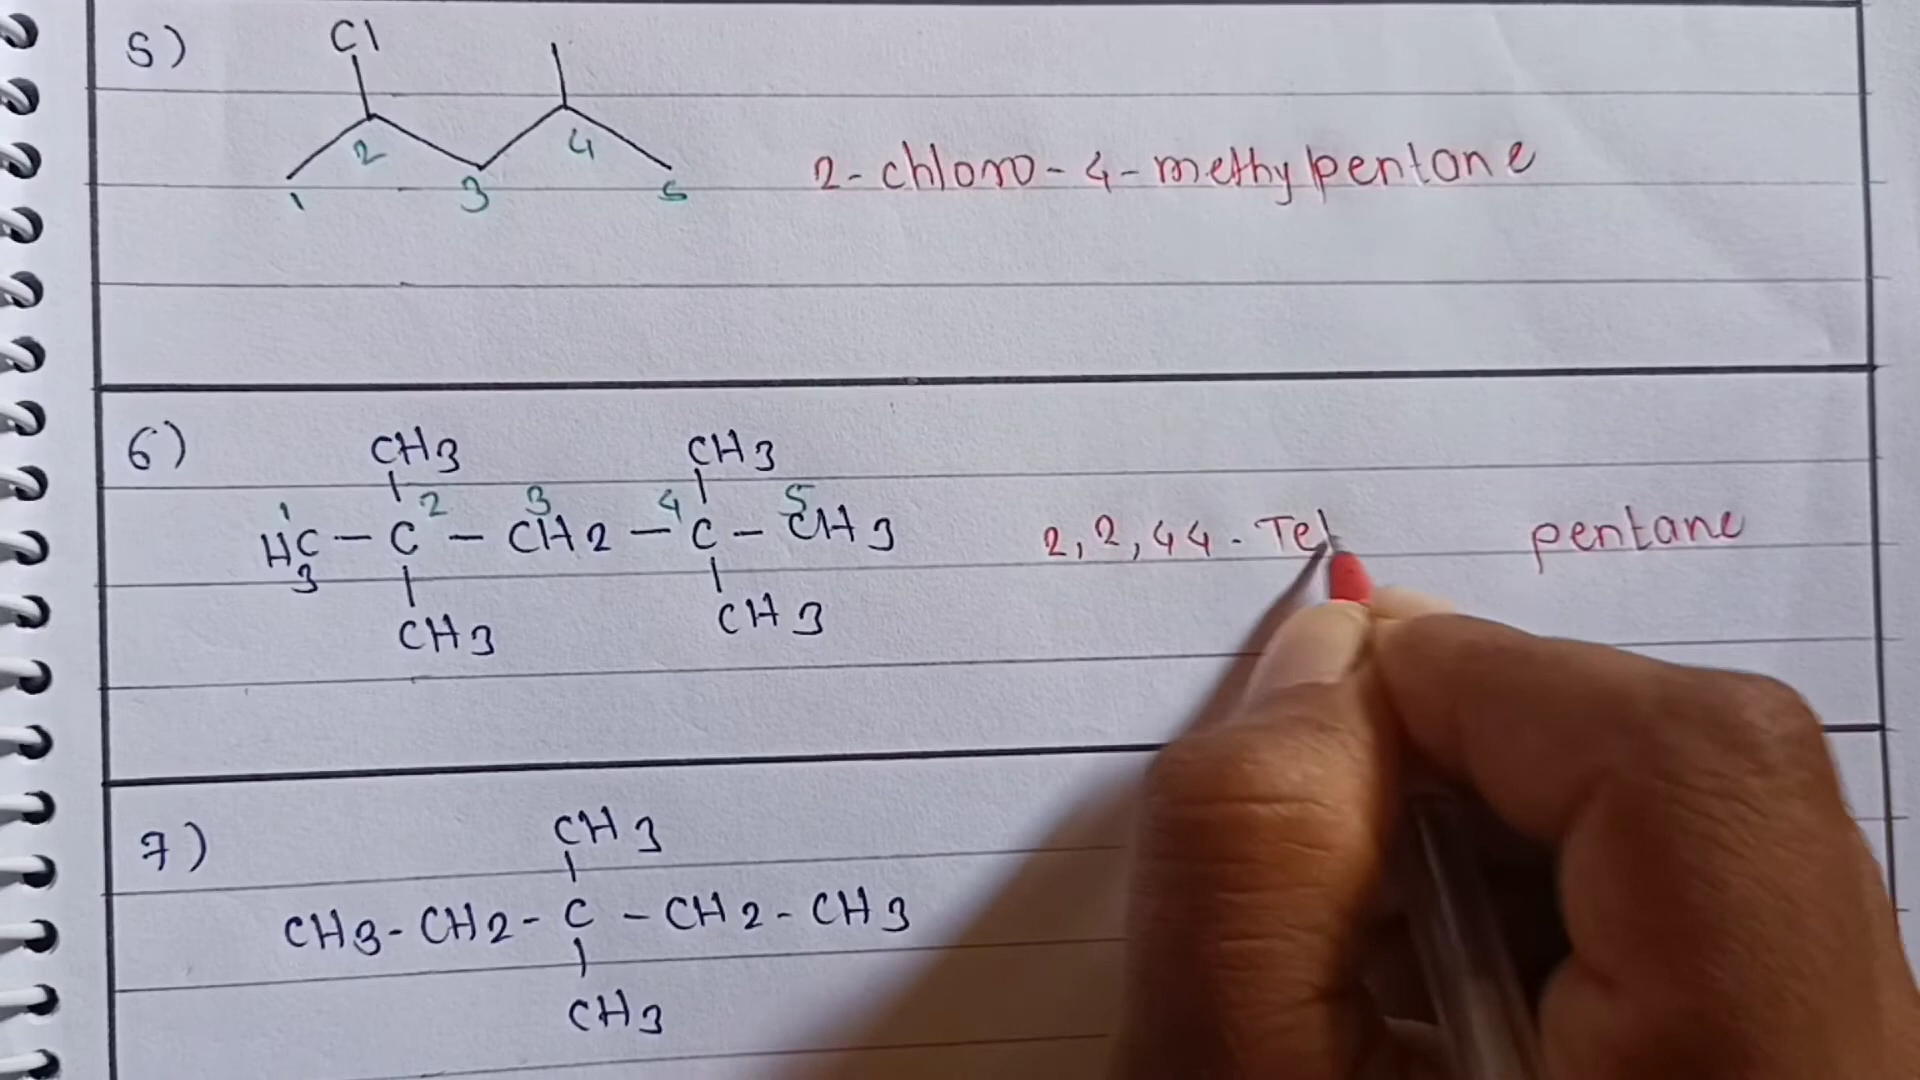 5)
Cl
1 2 3 4 5
2-chloro-4-methylpentane
6)
CH3 CH3
1 2 3 4 5
H3C - C - CH2 - C - CH3
2,2,44-Tet pentane
CH3 CH3
7)
CH3
CH3-CH2-C-CH2-CH3
CH3